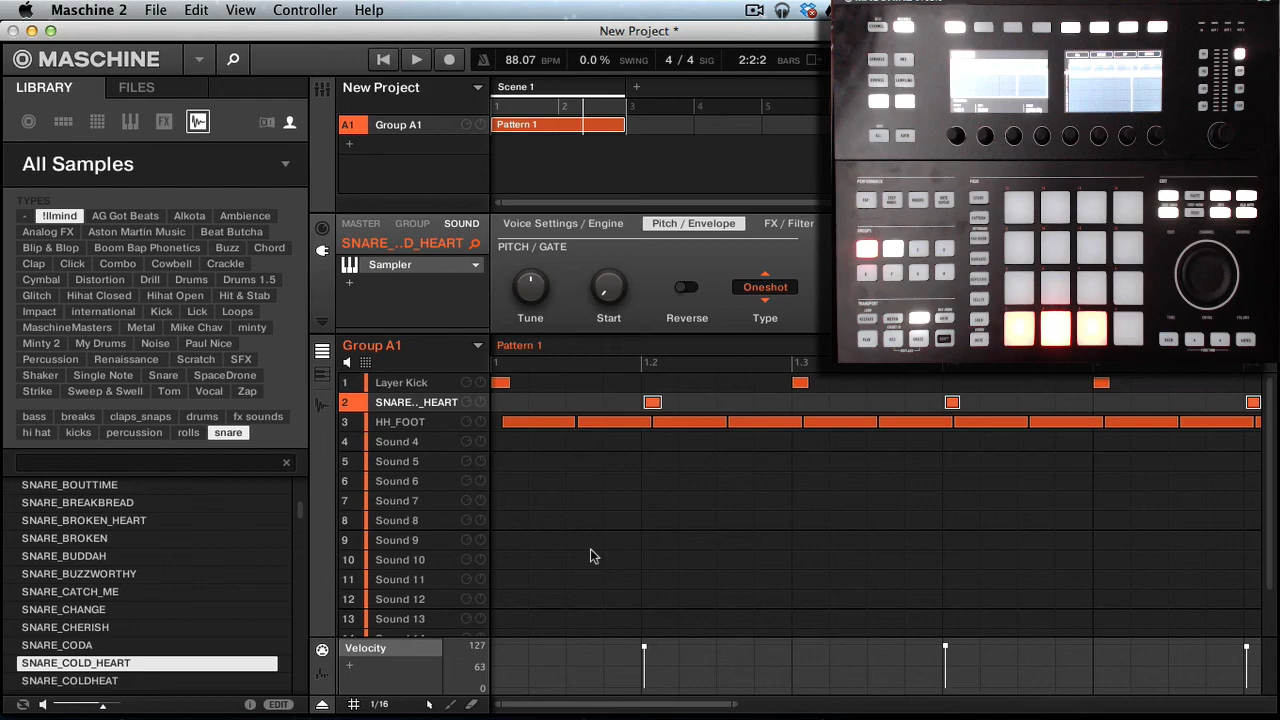 Maschine 2 File Edit View Controller Help
New Project *
MASCHINE 88.07 BPM 0.0% SWING 4 / 4 SIG 2:2:2 BARS
LIBRARY FILES
All Samples
TYPES
- !llmind AG Got Beats Alkota Ambience
Analog FX Aston Martin Music Beat Butcha
Blip & Blop Boom Bap Phonetics Buzz Chord
Clap Click Combo Cowbell Crackle
Cymbal Distortion Drill Drums Drums 1.5
Glitch Hihat Closed Hihat Open Hit & Stab
Impact international Kick Lick Loops
MaschineMasters Metal Mike Chav minty
Minty 2 My Drums Noise Paul Nice
Percussion Renaissance Scratch SFX
Shaker Single Note Snare SpaceDrone
Strike Sweep & Swell Tom Vocal Zap
bass breaks claps_snaps drums fx sounds
hi hat kicks percussion rolls snare
SNARE_BOUTTIME
SNARE_BREAKBREAD
SNARE_BROKEN_HEART
SNARE_BROKEN
SNARE_BUDDAH
SNARE_BUZZWORTHY
SNARE_CATCH_ME
SNARE_CHANGE
SNARE_CHERISH
SNARE_CODA
SNARE_COLD_HEART
SNARE_COLDHEAT
EDIT
New Project Scene 1 +
1 2 3 4 5
A1 Group A1 Pattern 1
+
MASTER GROUP SOUND Voice Settings / Engine Pitch / Envelope FX / Filter
SNARE_..D_HEART PITCH / GATE
Sampler
+
Oneshot
Tune Start Reverse Type
Group A1 Pattern 1
1 1.2 1.3
1 Layer Kick
2 SNARE.._HEART
3 HH_FOOT
4 Sound 4
5 Sound 5
6 Sound 6
7 Sound 7
8 Sound 8
9 Sound 9
10 Sound 10
11 Sound 11
12 Sound 12
13 Sound 13
Velocity 127
+ 63
0
1/16